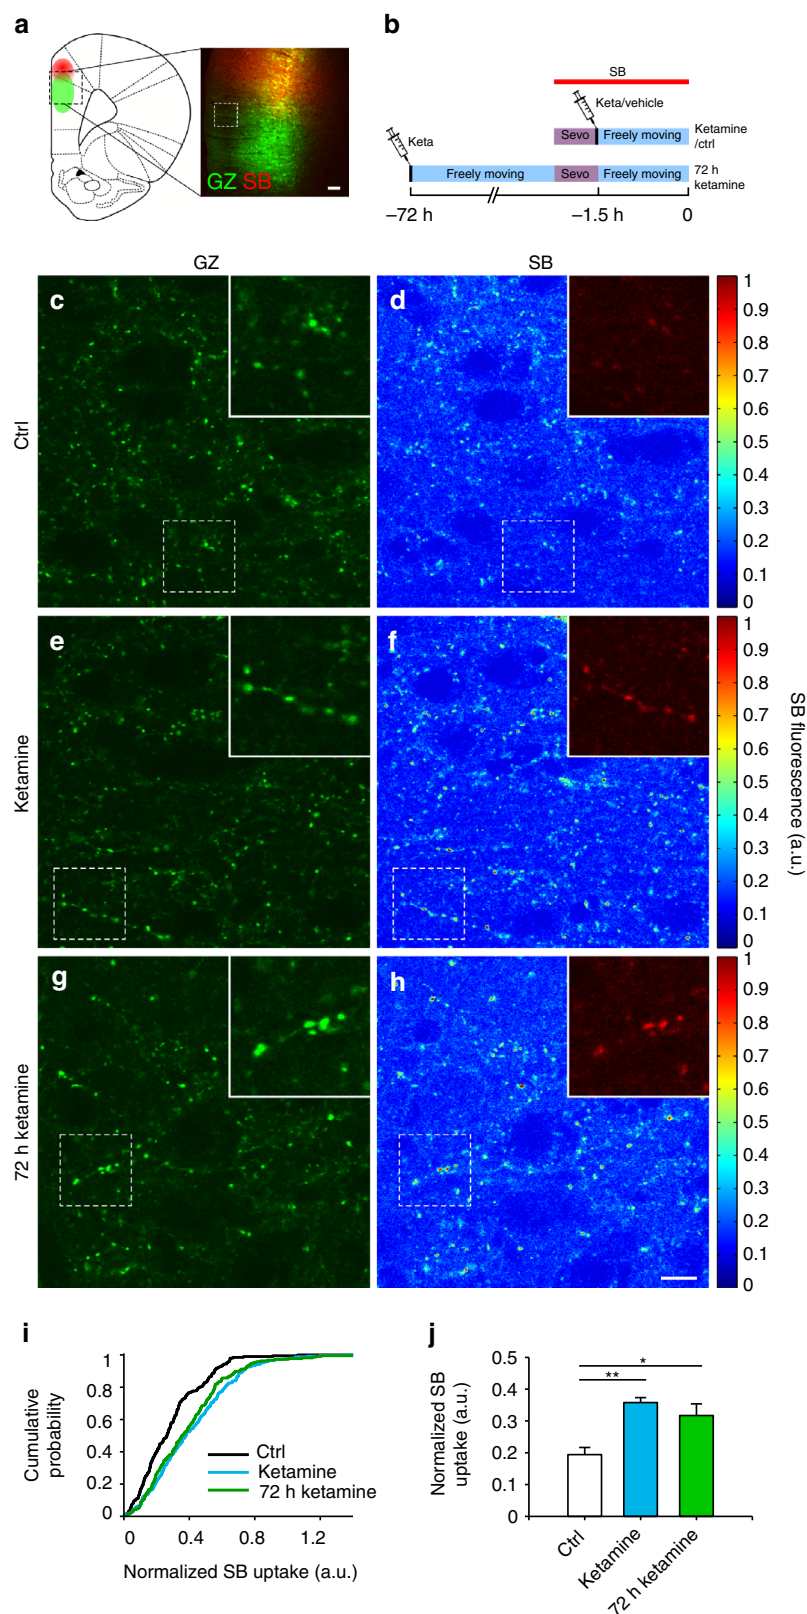 a
GZ SB
b
SB
Keta/vehicle
Sevo
Freely moving
Ketamine
/ctrl
Keta
Freely moving
Sevo
Freely moving
72 h
ketamine
–72 h
–1.5 h
0
GZ
SB
Ctrl
c
d
1
0.9
0.8
0.7
0.6
0.5
0.4
0.3
0.2
0.1
0
Ketamine
e
f
1
0.9
0.8
0.7
0.6
0.5
0.4
0.3
0.2
0.1
0
SB fluorescence (a.u.)
72 h ketamine
g
h
1
0.9
0.8
0.7
0.6
0.5
0.4
0.3
0.2
0.1
0
i
Cumulative
probability
1
0.8
0.6
0.4
0.2
0
Ctrl
Ketamine
72 h ketamine
0
0.4
0.8
1.2
Normalized SB uptake (a.u.)
j
Normalized SB
uptake (a.u.)
0.5
0.4
0.3
0.2
0.1
0
*
**
Ctrl
Ketamine
72 h ketamine